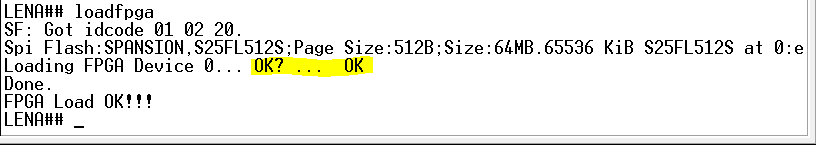 LENA## loadfpga
SF: Got idcode 01 02 20.
Spi Flash:SPANSION,S25FL512S;Page Size:512B;Size:64MB.65536 KiB S25FL512S at 0:e
Loading FPGA Device 0... OK? ... OK
Done.
FPGA Load OK!!!
LENA## _